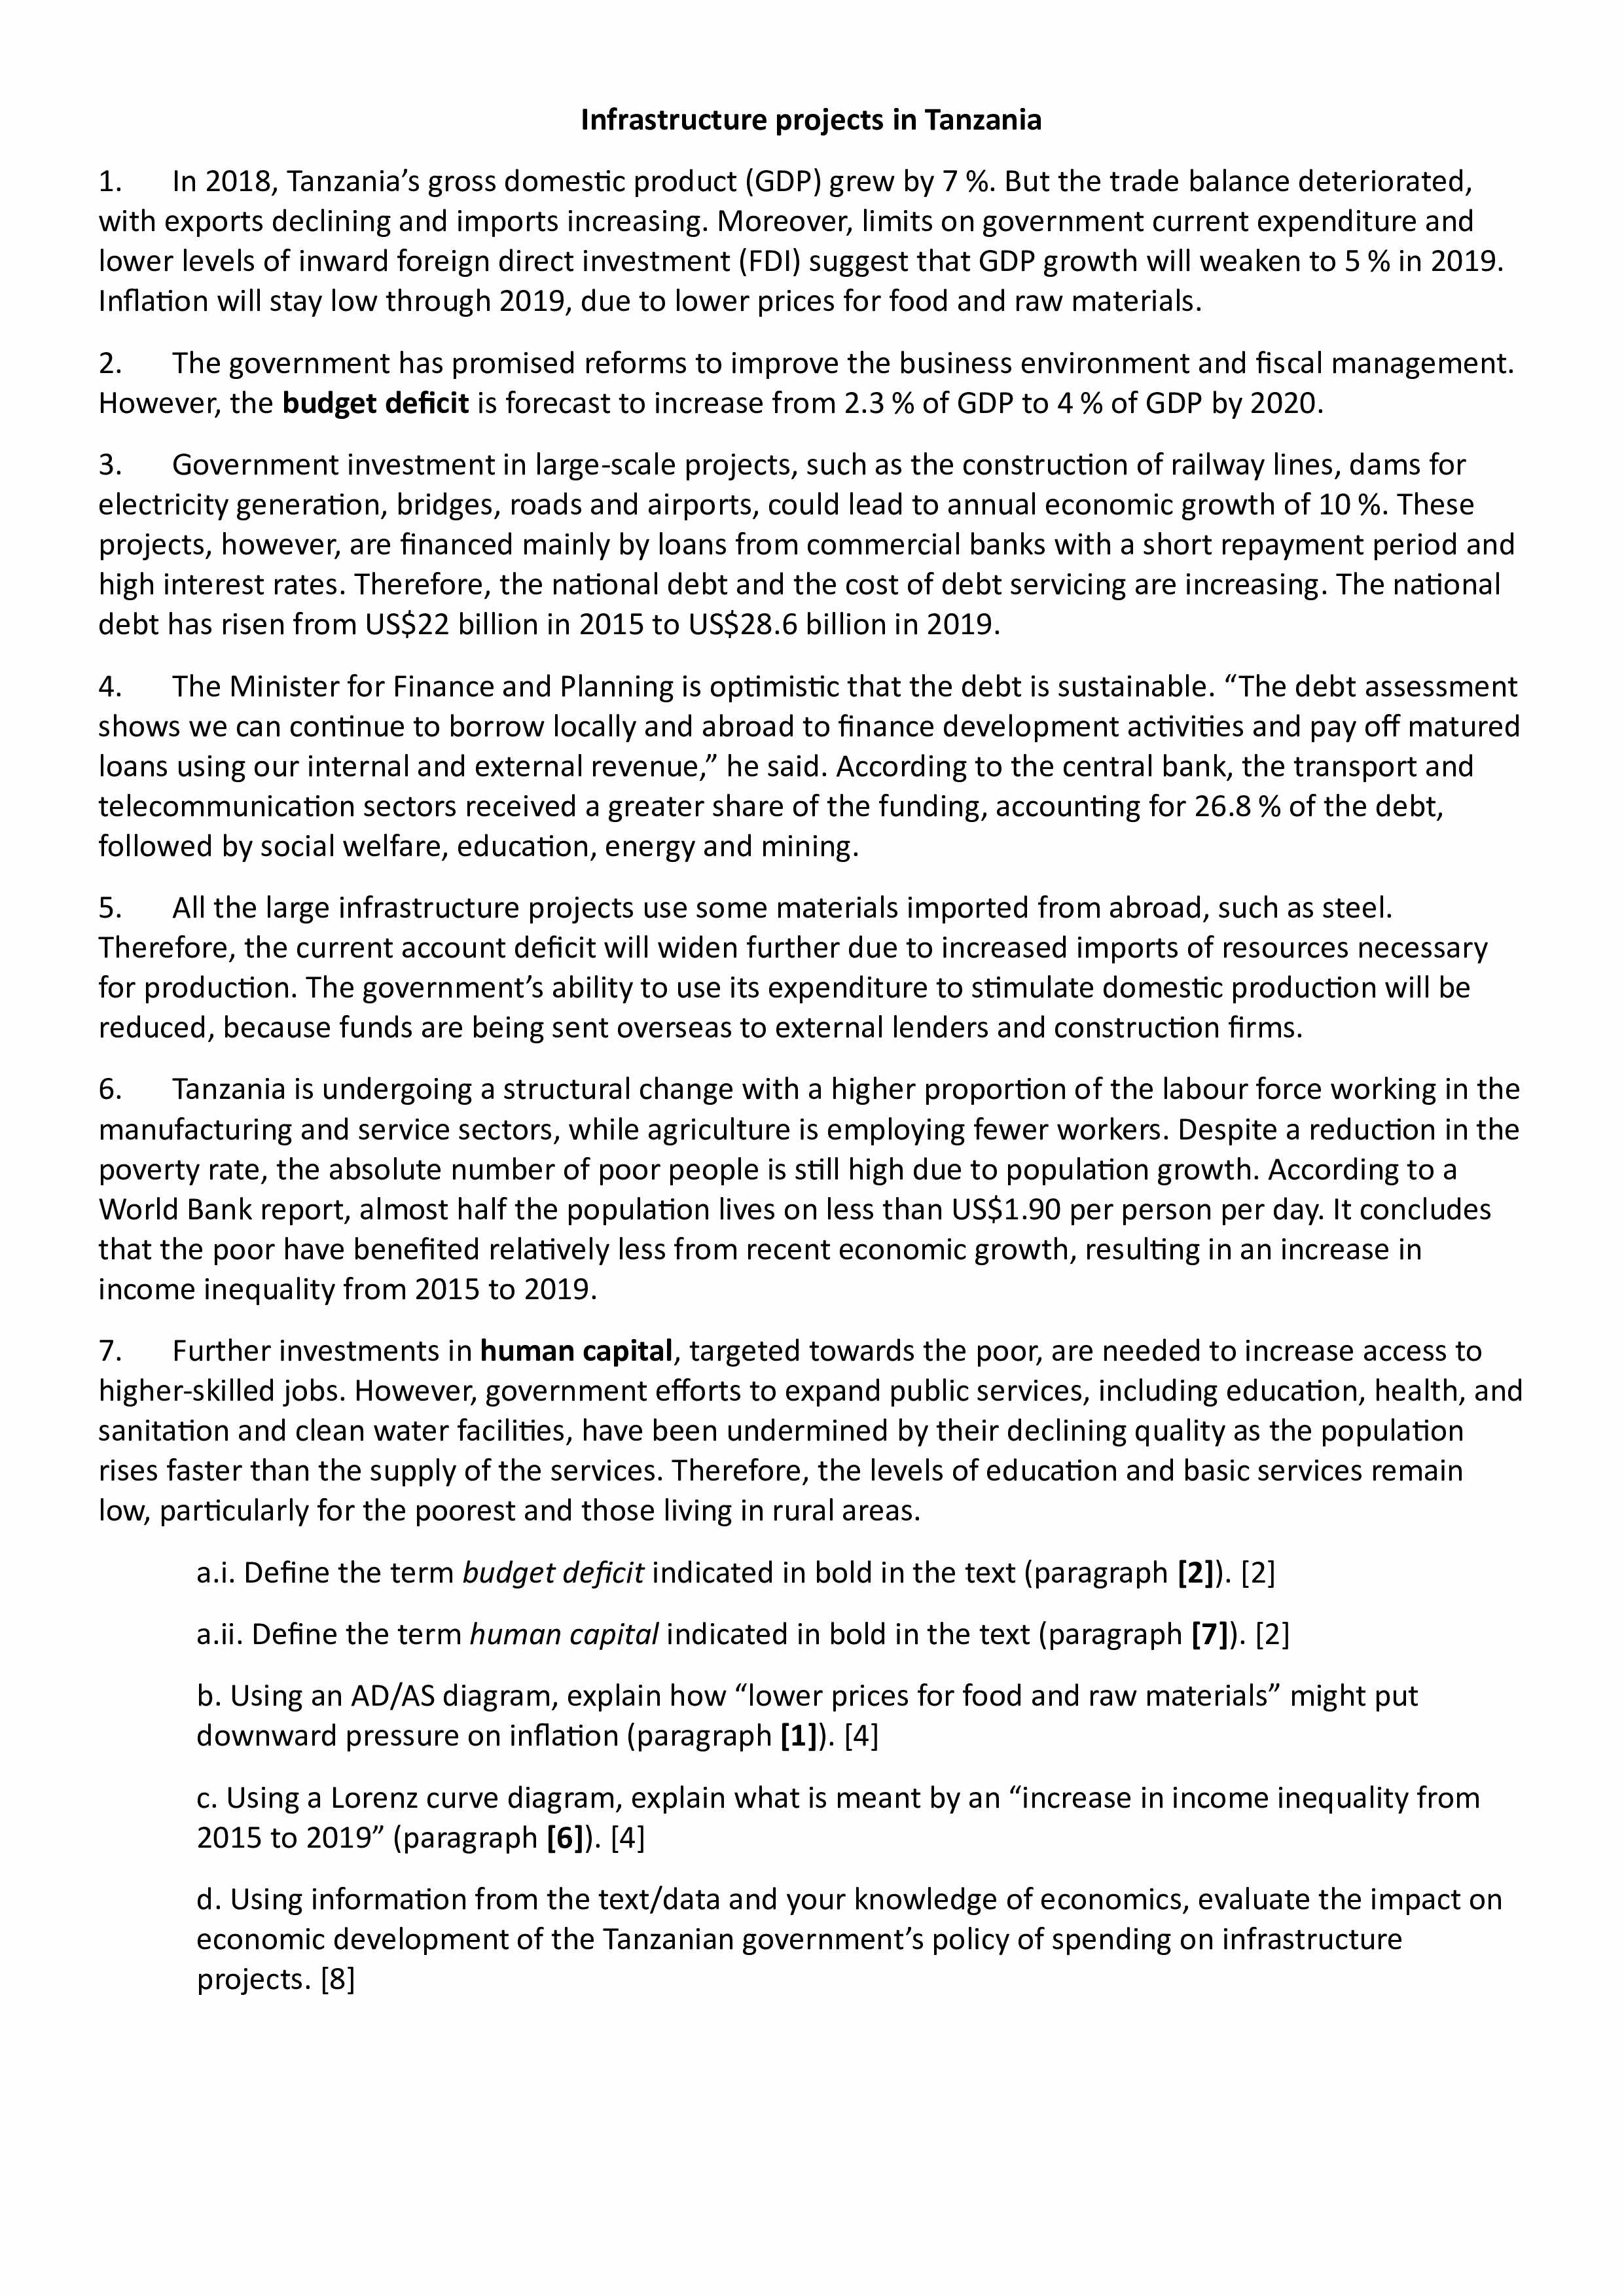 Infrastructure projects in Tanzania
1. In 2018, Tanzania’s gross domestic product (GDP) grew by 7 %. But the trade balance deteriorated,
with exports declining and imports increasing. Moreover, limits on government current expenditure and
lower levels of inward foreign direct investment (FDI) suggest that GDP growth will weaken to 5 % in 2019.
Inflation will stay low through 2019, due to lower prices for food and raw materials.
2. The government has promised reforms to improve the business environment and fiscal management.
However, the budget deficit is forecast to increase from 2.3 % of GDP to 4 % of GDP by 2020.
3. Government investment in large-scale projects, such as the construction of railway lines, dams for
electricity generation, bridges, roads and airports, could lead to annual economic growth of 10 %. These
projects, however, are financed mainly by loans from commercial banks with a short repayment period and
high interest rates. Therefore, the national debt and the cost of debt servicing are increasing. The national
debt has risen from US$22 billion in 2015 to US$28.6 billion in 2019.
4. The Minister for Finance and Planning is optimistic that the debt is sustainable. “The debt assessment
shows we can continue to borrow locally and abroad to finance development activities and pay off matured
loans using our internal and external revenue,” he said. According to the central bank, the transport and
telecommunication sectors received a greater share of the funding, accounting for 26.8 % of the debt,
followed by social welfare, education, energy and mining.
5. All the large infrastructure projects use some materials imported from abroad, such as steel.
Therefore, the current account deficit will widen further due to increased imports of resources necessary
for production. The government’s ability to use its expenditure to stimulate domestic production will be
reduced, because funds are being sent overseas to external lenders and construction firms.
6. Tanzania is undergoing a structural change with a higher proportion of the labour force working in the
manufacturing and service sectors, while agriculture is employing fewer workers. Despite a reduction in the
poverty rate, the absolute number of poor people is still high due to population growth. According to a
World Bank report, almost half the population lives on less than US$1.90 per person per day. It concludes
that the poor have benefited relatively less from recent economic growth, resulting in an increase in
income inequality from 2015 to 2019.
7. Further investments in human capital, targeted towards the poor, are needed to increase access to
higher-skilled jobs. However, government efforts to expand public services, including education, health, and
sanitation and clean water facilities, have been undermined by their declining quality as the population
rises faster than the supply of the services. Therefore, the levels of education and basic services remain
low, particularly for the poorest and those living in rural areas.
a.i. Define the term budget deficit indicated in bold in the text (paragraph [2]). [2]
a.ii. Define the term human capital indicated in bold in the text (paragraph [7]). [2]
b. Using an AD/AS diagram, explain how “lower prices for food and raw materials” might put
downward pressure on inflation (paragraph [1]). [4]
c. Using a Lorenz curve diagram, explain what is meant by an “increase in income inequality from
2015 to 2019” (paragraph [6]). [4]
d. Using information from the text/data and your knowledge of economics, evaluate the impact on
economic development of the Tanzanian government’s policy of spending on infrastructure
projects. [8]